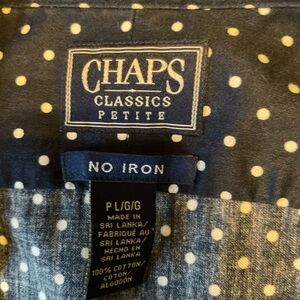 CHAPS
CLASSICS
PETITE
NO IRON
P L/G/G
MADE IN
SRI LANKA/
FABRIQUÉ AU
SRI LANKA/
HECHO EN
SRI LANKA
100% COTTON/
COTON/
ALGODON